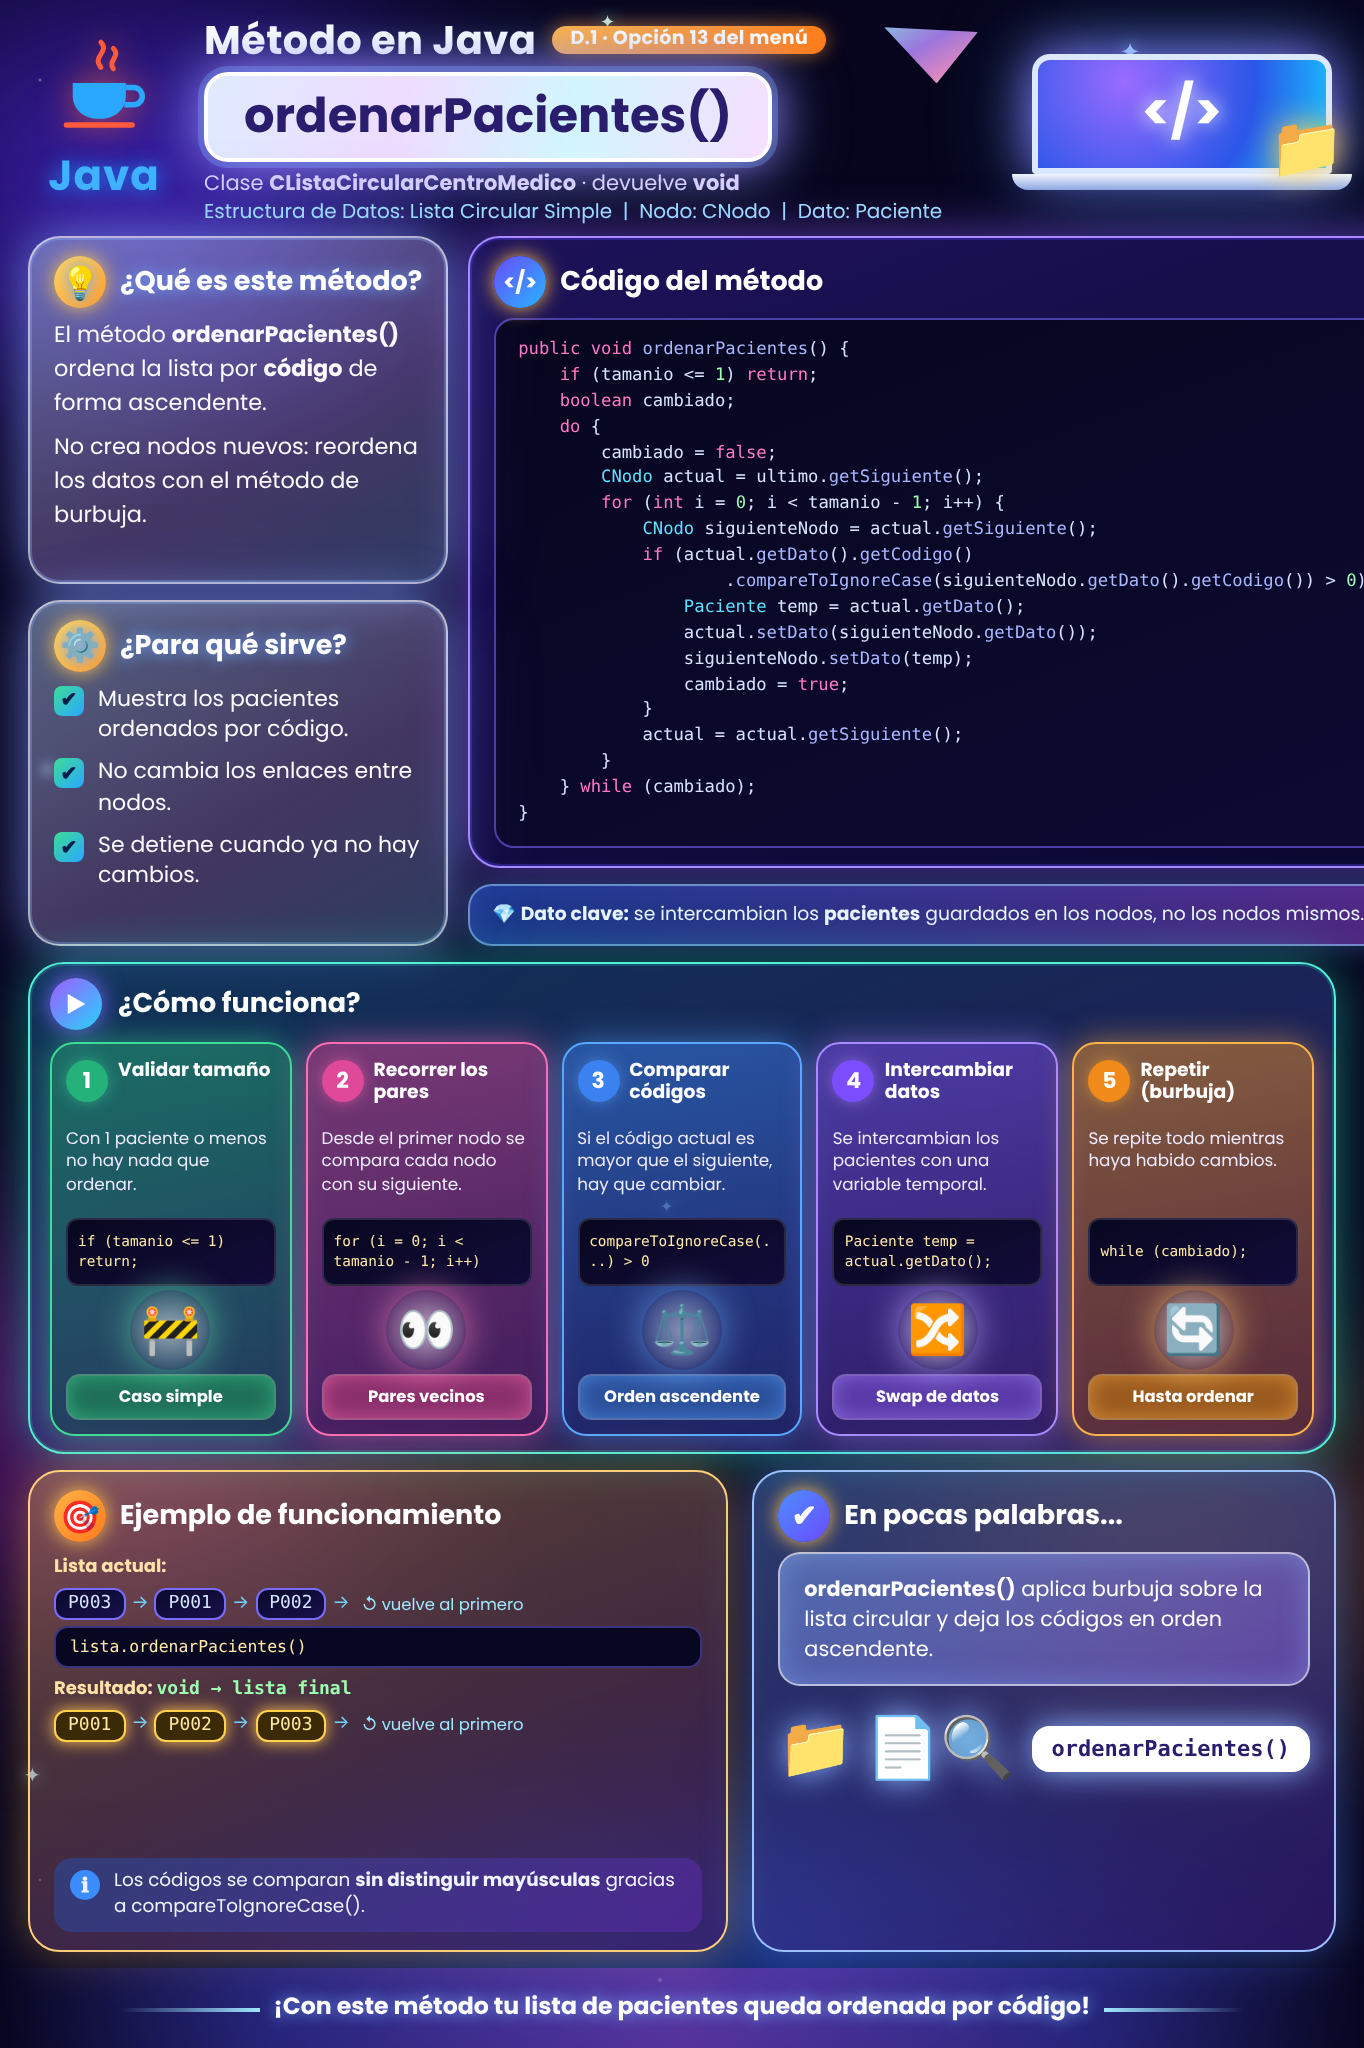 Java
Método en Java
D.1 · Opción 13 del menú
ordenarPacientes()
Clase CListaCircularCentroMedico · devuelve void
Estructura de Datos: Lista Circular Simple | Nodo: CNodo | Dato: Paciente
</>
💡 ¿Qué es este método?
El método ordenarPacientes()
ordena la lista por código de
forma ascendente.
No crea nodos nuevos: reordena
los datos con el método de
burbuja.
⚙️ ¿Para qué sirve?
✔ Muestra los pacientes
ordenados por código.
✔ No cambia los enlaces entre
nodos.
✔ Se detiene cuando ya no hay
cambios.
</> Código del método
public void ordenarPacientes() {
    if (tamanio <= 1) return;
    boolean cambiado;
    do {
        cambiado = false;
        CNodo actual = ultimo.getSiguiente();
        for (int i = 0; i < tamanio - 1; i++) {
            CNodo siguienteNodo = actual.getSiguiente();
            if (actual.getDato().getCodigo()
                    .compareToIgnoreCase(siguienteNodo.getDato().getCodigo()) > 0)
                Paciente temp = actual.getDato();
                actual.setDato(siguienteNodo.getDato());
                siguienteNodo.setDato(temp);
                cambiado = true;
            }
            actual = actual.getSiguiente();
        }
    } while (cambiado);
}
💎 Dato clave: se intercambian los pacientes guardados en los nodos, no los nodos mismos.
▶ ¿Cómo funciona?
1 Validar tamaño
Con 1 paciente o menos
no hay nada que
ordenar.
if (tamanio <= 1)
return;
Caso simple
2 Recorrer los
pares
Desde el primer nodo se
compara cada nodo
con su siguiente.
for (i = 0; i <
tamanio - 1; i++)
Pares vecinos
3 Comparar
códigos
Si el código actual es
mayor que el siguiente,
hay que cambiar.
compareToIgnoreCase(.
..) > 0
Orden ascendente
4 Intercambiar
datos
Se intercambian los
pacientes con una
variable temporal.
Paciente temp =
actual.getDato();
Swap de datos
5 Repetir
(burbuja)
Se repite todo mientras
haya habido cambios.
while (cambiado);
Hasta ordenar
🎯 Ejemplo de funcionamiento
Lista actual:
P003 → P001 → P002 → ↺ vuelve al primero
lista.ordenarPacientes()
Resultado: void → lista final
P001 → P002 → P003 → ↺ vuelve al primero
ℹ Los códigos se comparan sin distinguir mayúsculas gracias
a compareToIgnoreCase().
✔ En pocas palabras...
ordenarPacientes() aplica burbuja sobre la
lista circular y deja los códigos en orden
ascendente.
ordenarPacientes()
¡Con este método tu lista de pacientes queda ordenada por código!